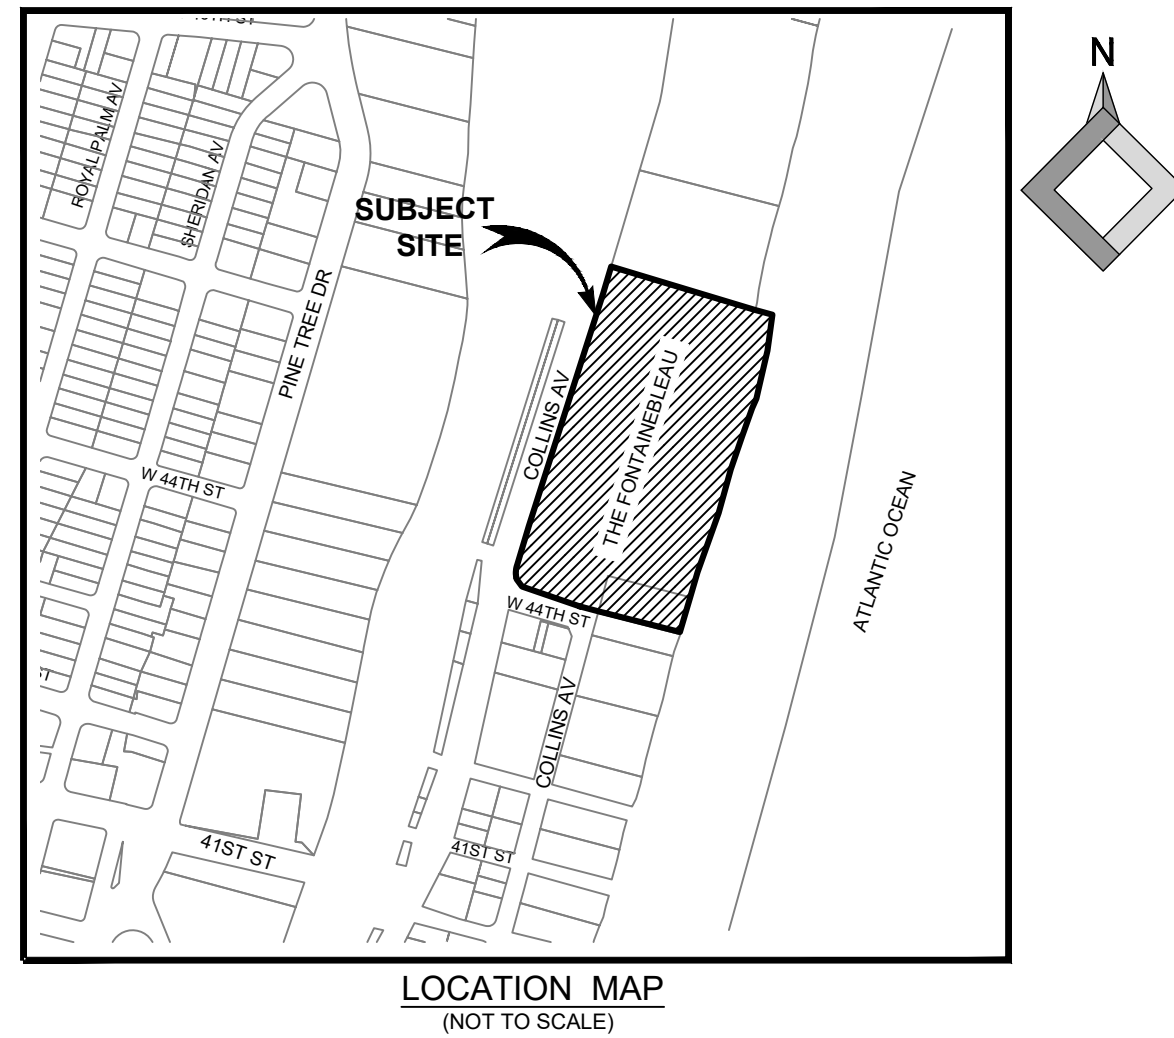 N
ROYAL PALM AV
SHERIDAN AV
SUBJECT
SITE
PINE TREE DR
COLLINS AV
THE FONTAINEBLEAU
W 44TH ST
ATLANTIC OCEAN
W 44TH ST
COLLINS AV
41ST ST
41ST ST
LOCATION MAP
(NOT TO SCALE)